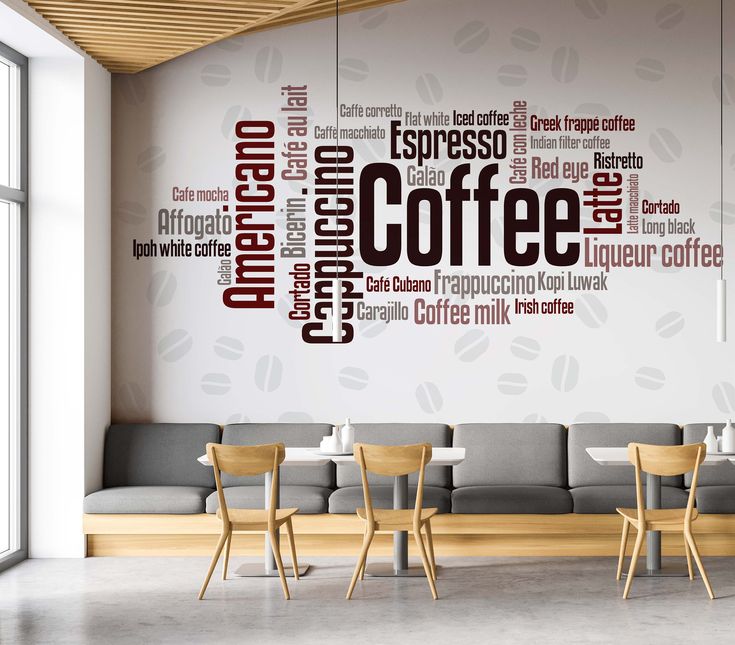 Caffè corretto
Flat white
Iced coffee
Café au lait
Caffè macchiato
Espresso
Café con leche
Greek frappé coffee
Indian filter coffee
Americano
Cappuccino
Galão
Red eye
Latte
Ristretto
Latte macchiato
Cafe mocha
Affogato
Ipoh white coffee
Galão
Bicerin
Coffee
Cortado
Long black
Liqueur coffee
Cortado
Café Cubano
Frappuccino
Kopi Luwak
Carajillo
Coffee milk
Irish coffee